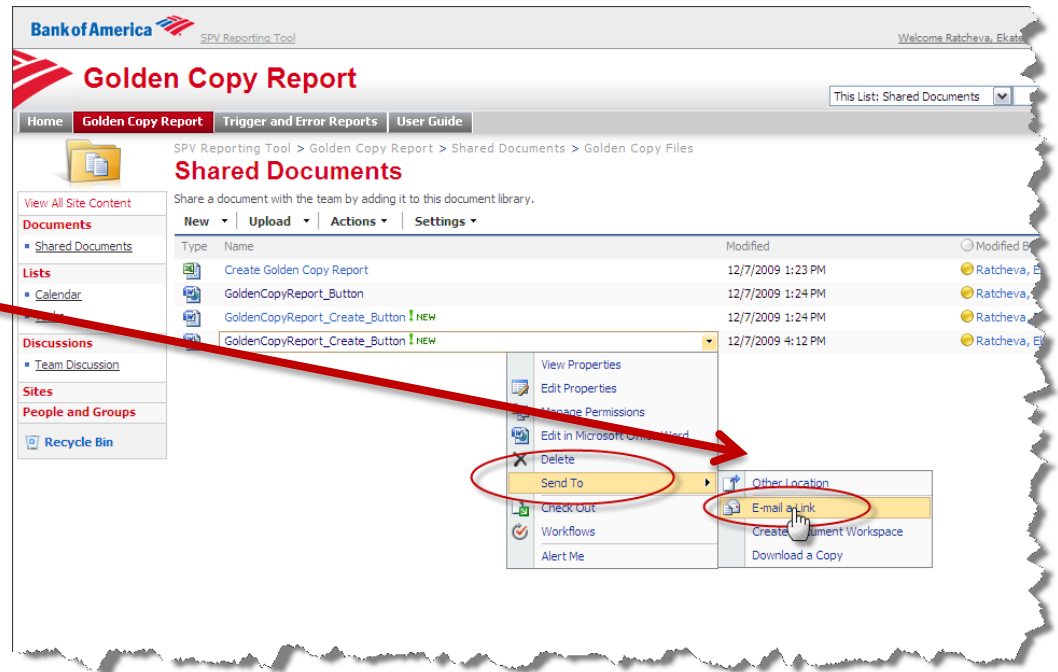 Bank of America SPV Reporting Tool Welcome Ratcheva, Ekate
Golden Copy Report
This List: Shared Documents
Home Golden Copy Report Trigger and Error Reports User Guide
SPV Reporting Tool > Golden Copy Report > Shared Documents > Golden Copy Files
Shared Documents
View All Site Content
Documents
Shared Documents
Lists
Calendar
Discussions
Team Discussion
Sites
People and Groups
Recycle Bin
Share a document with the team by adding it to this document library.
New Upload Actions Settings
Type Name Modified Modified B
Create Golden Copy Report 12/7/2009 1:23 PM Ratcheva, E
GoldenCopyReport_Button 12/7/2009 1:24 PM Ratcheva,
GoldenCopyReport_Create_Button ! NEW 12/7/2009 1:24 PM Ratcheva,
GoldenCopyReport_Create_Button ! NEW 12/7/2009 4:12 PM Ratcheva, E
View Properties
Edit Properties
Manage Permissions
Edit in Microsoft Office Word
Delete
Send To
Check Out
Workflows
Alert Me
Other Location
E-mail a Link
Create Document Workspace
Download a Copy